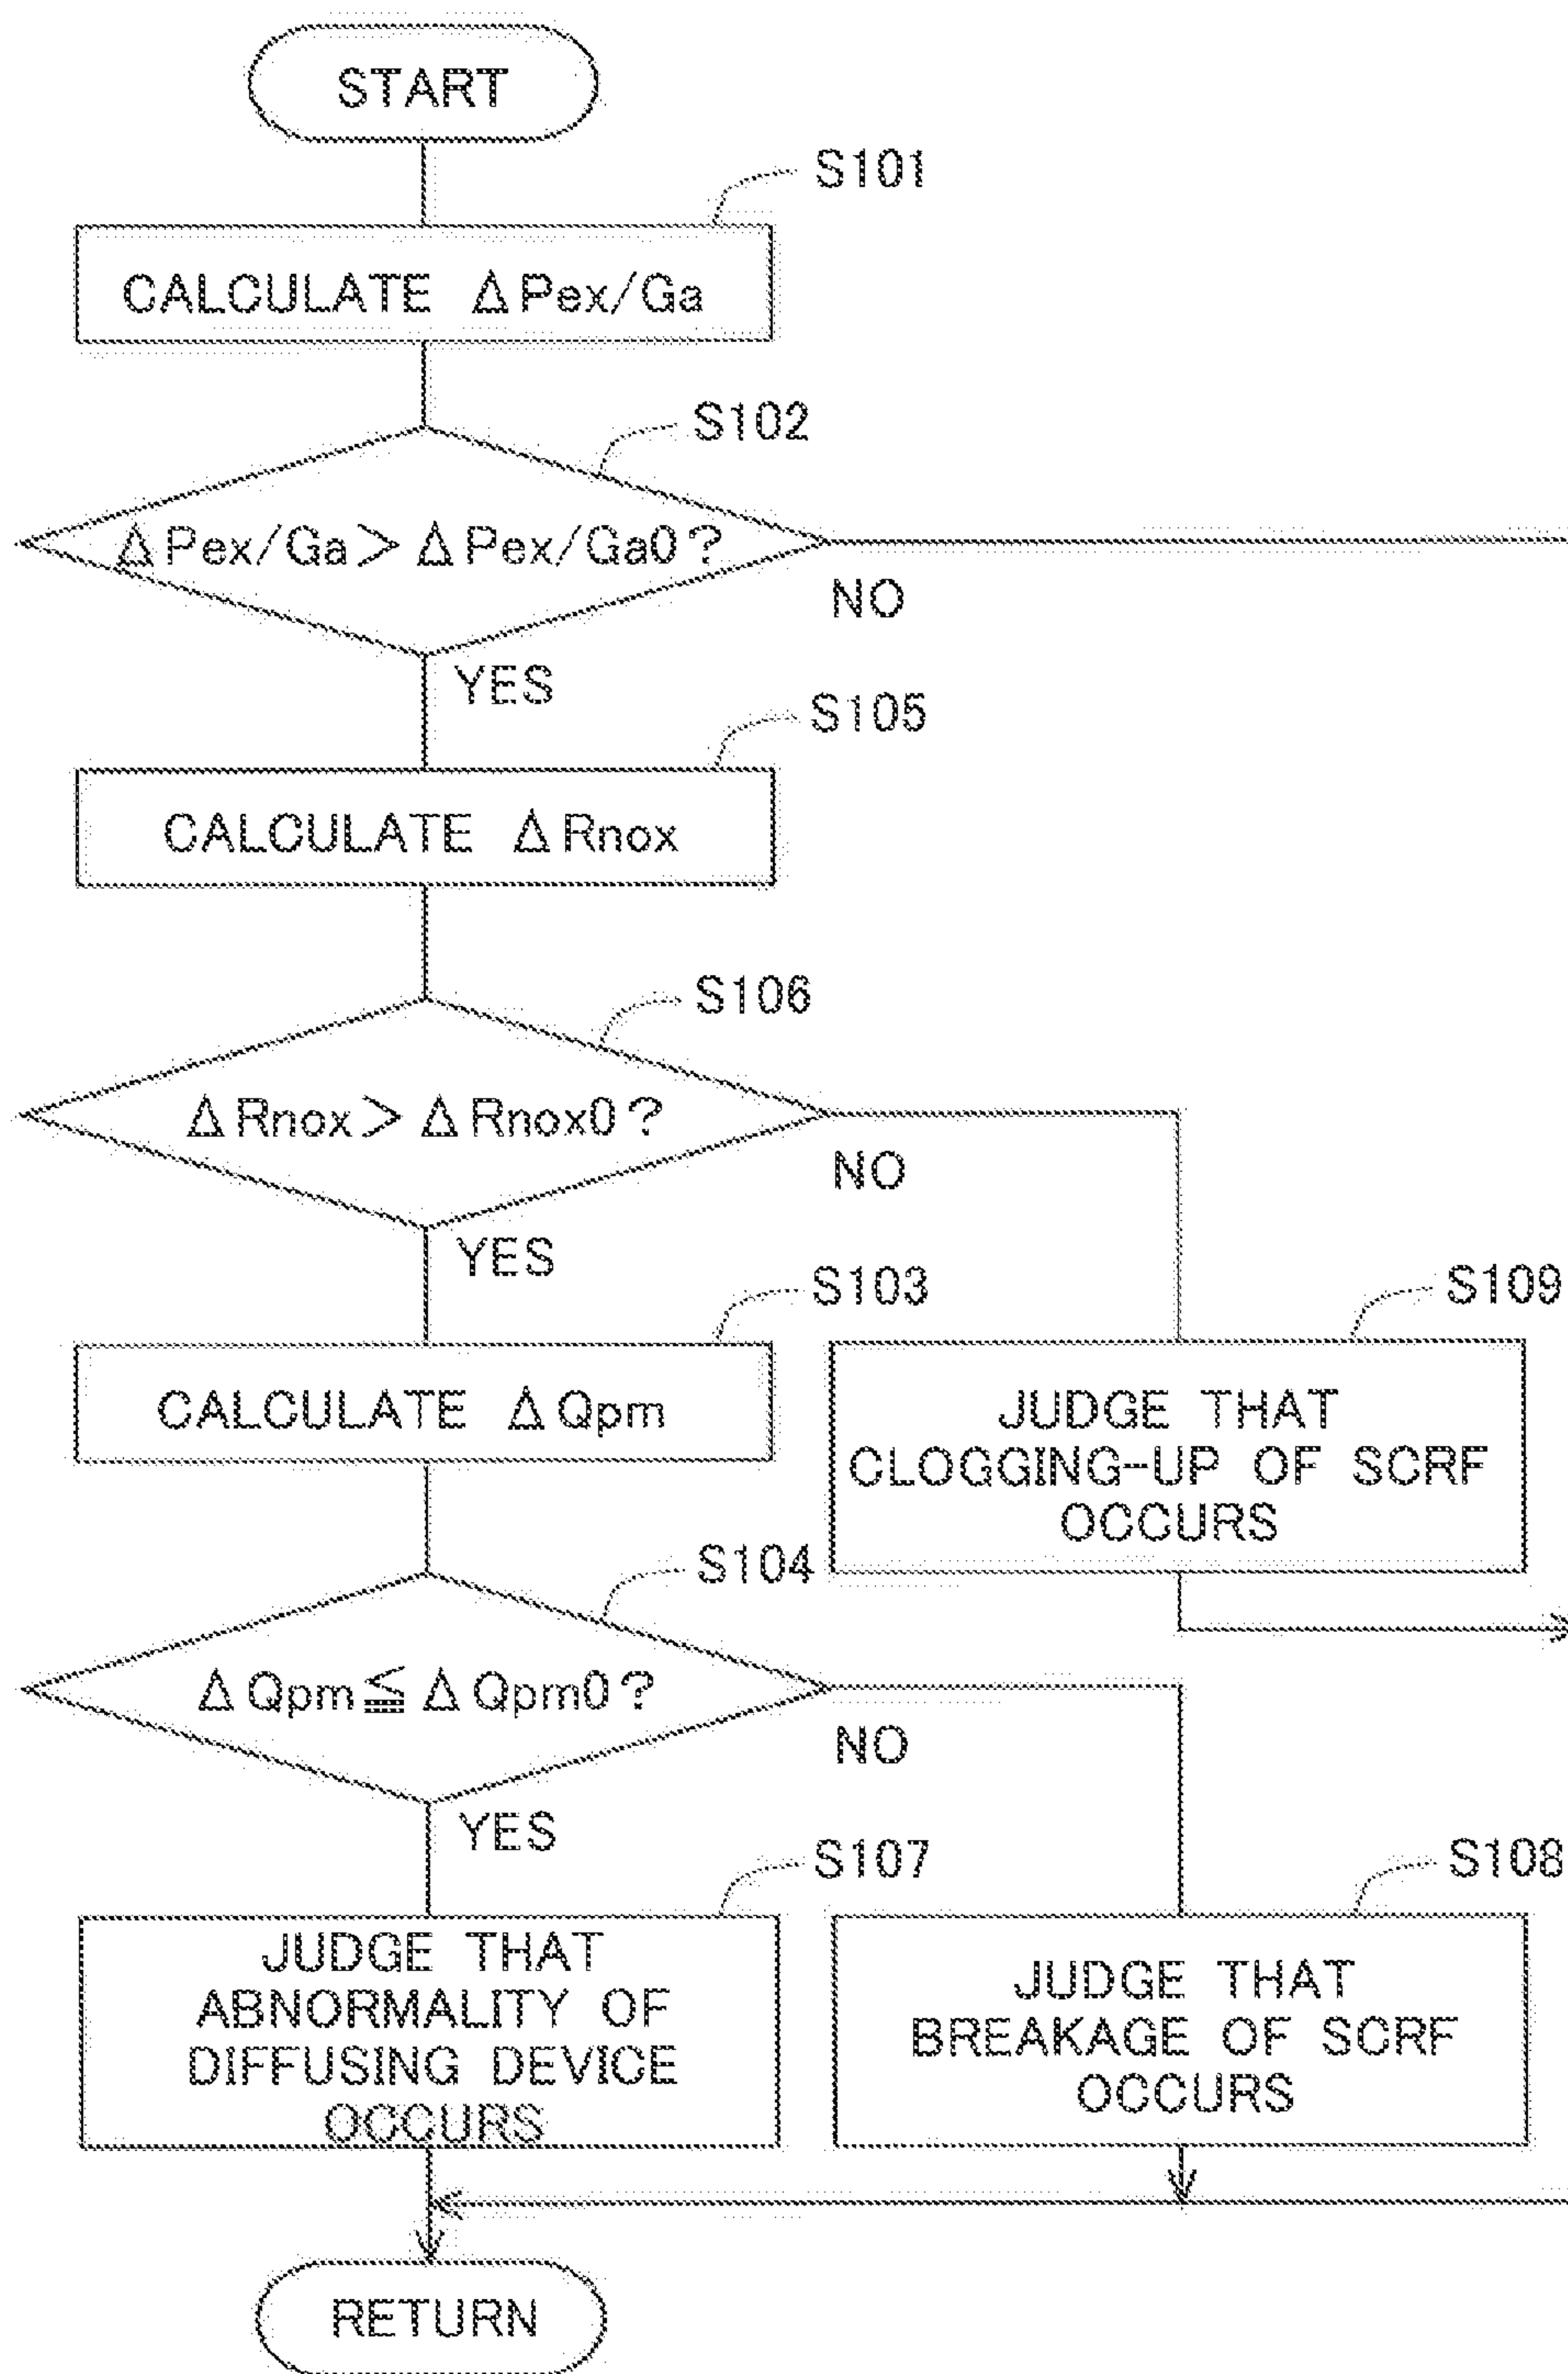 START
S101
CALCULATE ΔPex/Ga
S102
ΔPex/Ga > ΔPex/Ga0?
NO
YES
S105
CALCULATE ΔRnox
S106
ΔRnox > ΔRnox0?
NO
YES
S103
CALCULATE ΔQpm
S109
JUDGE THAT
CLOGGING-UP OF SCRF
OCCURS
S104
ΔQpm ≦ ΔQpm0?
NO
YES
S107
JUDGE THAT
ABNORMALITY OF
DIFFUSING DEVICE
OCCURS
S108
JUDGE THAT
BREAKAGE OF SCRF
OCCURS
RETURN